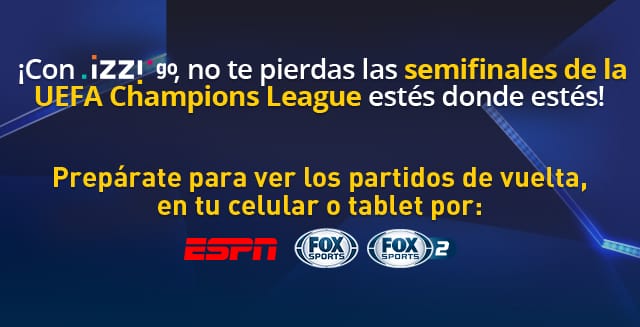 ¡Con .izz! go, no te pierdas las semifinales de la
UEFA Champions League estés donde estés!
Prepárate para ver los partidos de vuelta,
en tu celular o tablet por:
ESPN FOX SPORTS FOX SPORTS 2